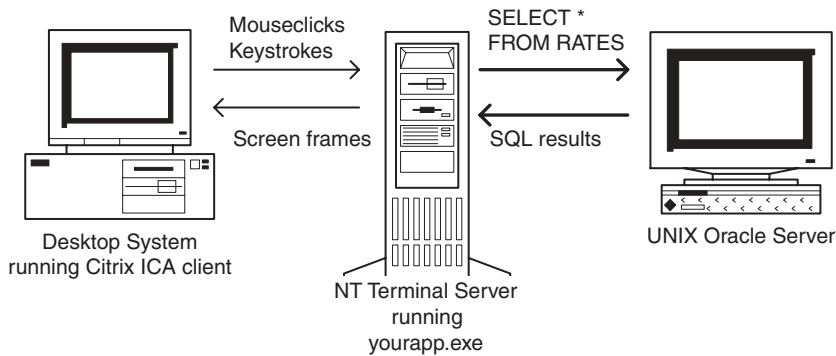 Mouseclicks
Keystrokes
SELECT *
FROM RATES
Screen frames
SQL results
Desktop System
running Citrix ICA client
UNIX Oracle Server
NT Terminal Server
running
yourapp.exe